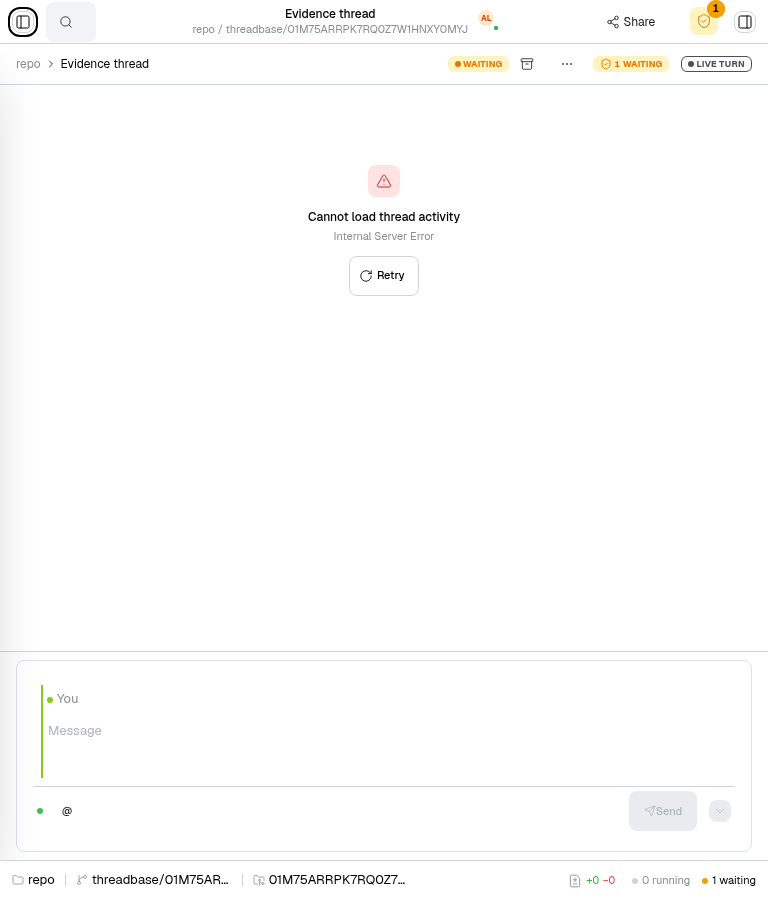 Evidence thread
repo / threadbase/01M75ARRPK7RQ0Z7W1HNXY0MYJ
AL
Share
1
repo > Evidence thread
WAITING
1 WAITING
LIVE TURN
Cannot load thread activity
Internal Server Error
Retry
You
Message
@
Send
repo
threadbase/01M75AR...
01M75ARRPK7RQ0Z7...
+0 −0
0 running
1 waiting